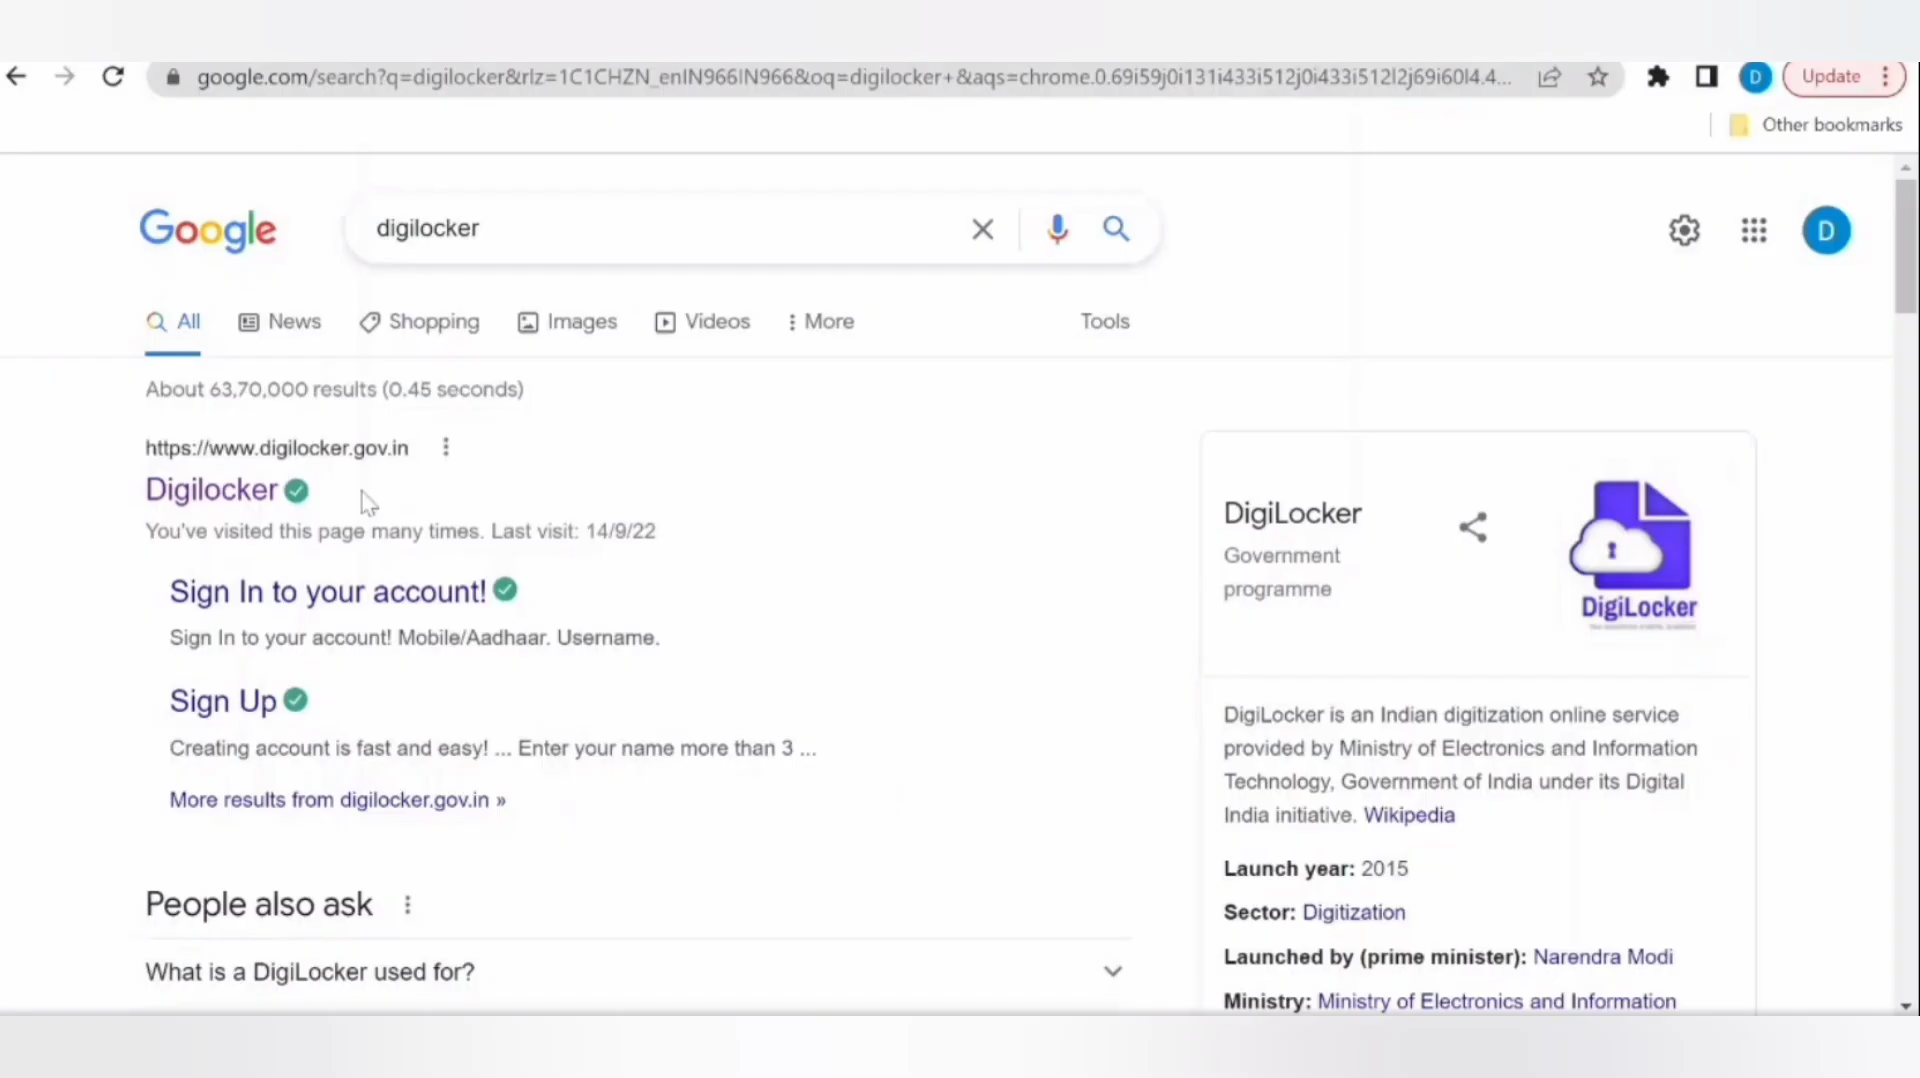 google.com/search?q=digilocker&rlz=1C1CHZN_enIN966IN966&oq=digilocker+&aqs=chrome.0.69i59j0i131i433i512j0i433i512l2j69i60l4.4...
D
Update
Other bookmarks
Google
digilocker
D
All
News
Shopping
Images
Videos
More
Tools
About 63,70,000 results (0.45 seconds)
https://www.digilocker.gov.in
Digilocker
You've visited this page many times. Last visit: 14/9/22
Sign In to your account!
Sign In to your account! Mobile/Aadhaar. Username.
Sign Up
Creating account is fast and easy! ... Enter your name more than 3 ...
More results from digilocker.gov.in »
People also ask
What is a DigiLocker used for?
DigiLocker
Government
programme
DigiLocker
DigiLocker is an Indian digitization online service
provided by Ministry of Electronics and Information
Technology, Government of India under its Digital
India initiative. Wikipedia
Launch year: 2015
Sector: Digitization
Launched by (prime minister): Narendra Modi
Ministry: Ministry of Electronics and Information